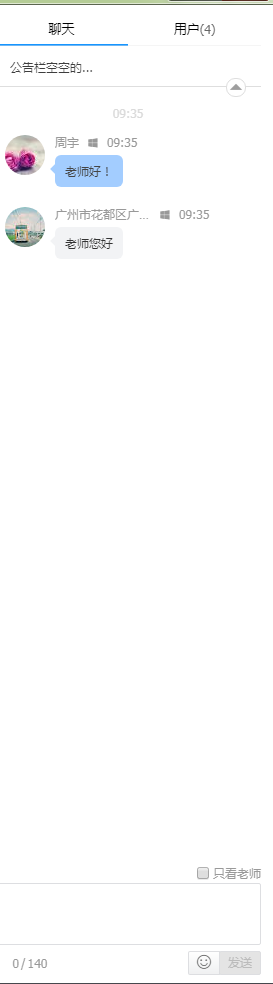 聊天 用户(4)
公告栏空空的...
09:35
周宇 09:35
老师好！
广州市花都区广... 09:35
老师您好
只看老师
0/140 发送